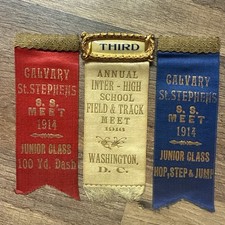 CALVARY
St. STEPHENS
S. S.
MEET
1914
JUNIOR CLASS
100 Yd. Dash
THIRD
ANNUAL
INTER-HIGH
SCHOOL
FIELD & TRACK
MEET
WASHINGTON,
D. C.
CALVARY
St. STEPHENS
S. S.
MEET
1914
JUNIOR CLASS
HOP, STEP & JUMP